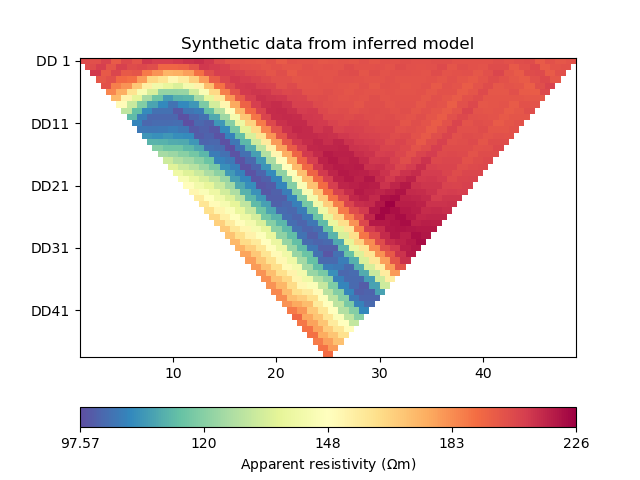 Synthetic data from inferred model
DD 1
DD11
DD21
DD31
DD41
10 20 30 40
97.57 120 148 183 226
Apparent resistivity (Ωm)